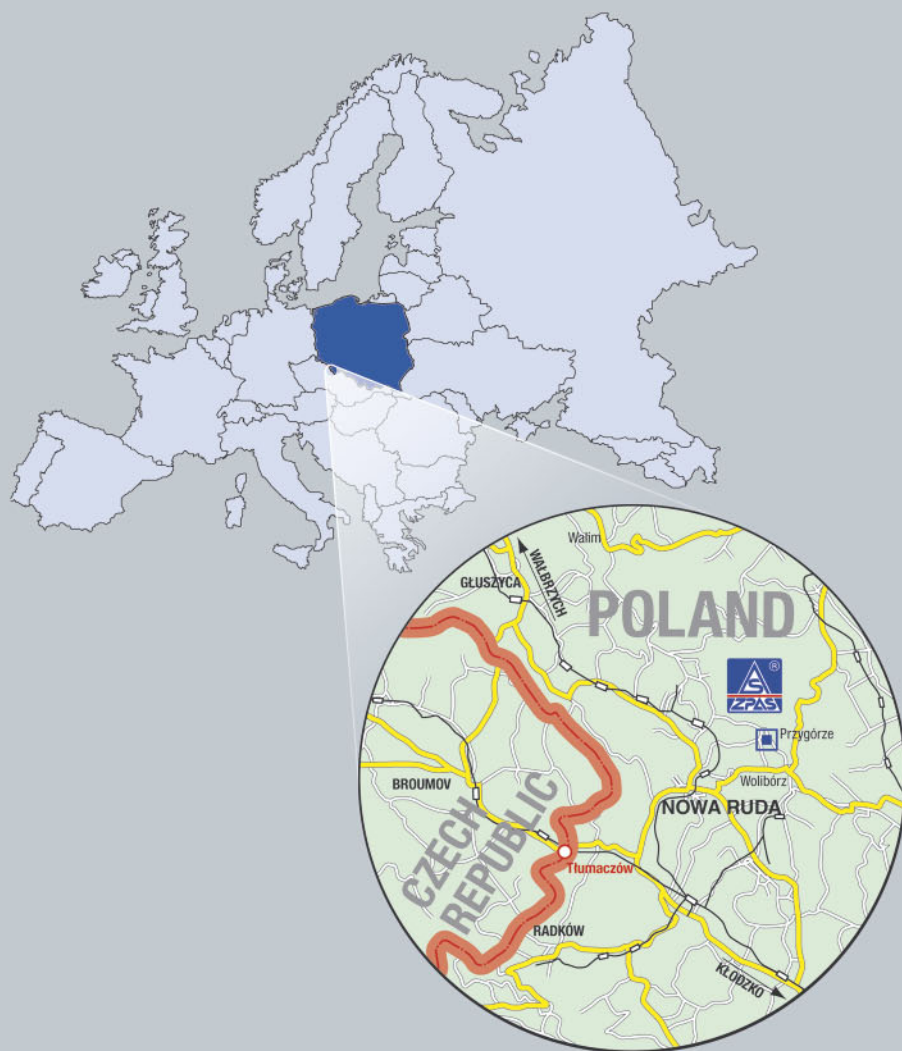 Walim
WAŁBRZYCH
GŁUSZYCA
POLAND
®
ZPAS
Przygórze
BROUMOV
Wolibórz
NOWA RUDA
CZECH
REPUBLIC
Tłumaczów
RADKÓW
KŁODZKO